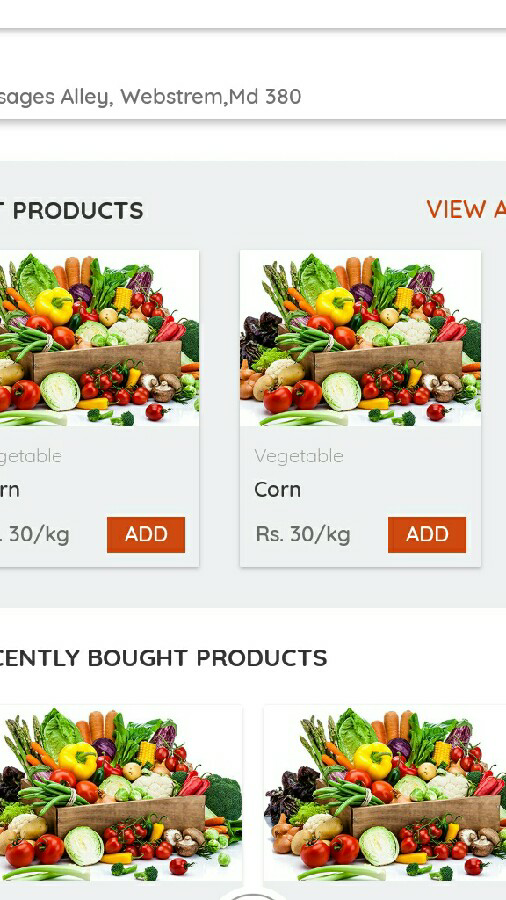 sages Alley, Webstrem,Md 380
T PRODUCTS
VIEW A
getable
rn
. 30/kg
ADD
Vegetable
Corn
Rs. 30/kg
ADD
CENTLY BOUGHT PRODUCTS